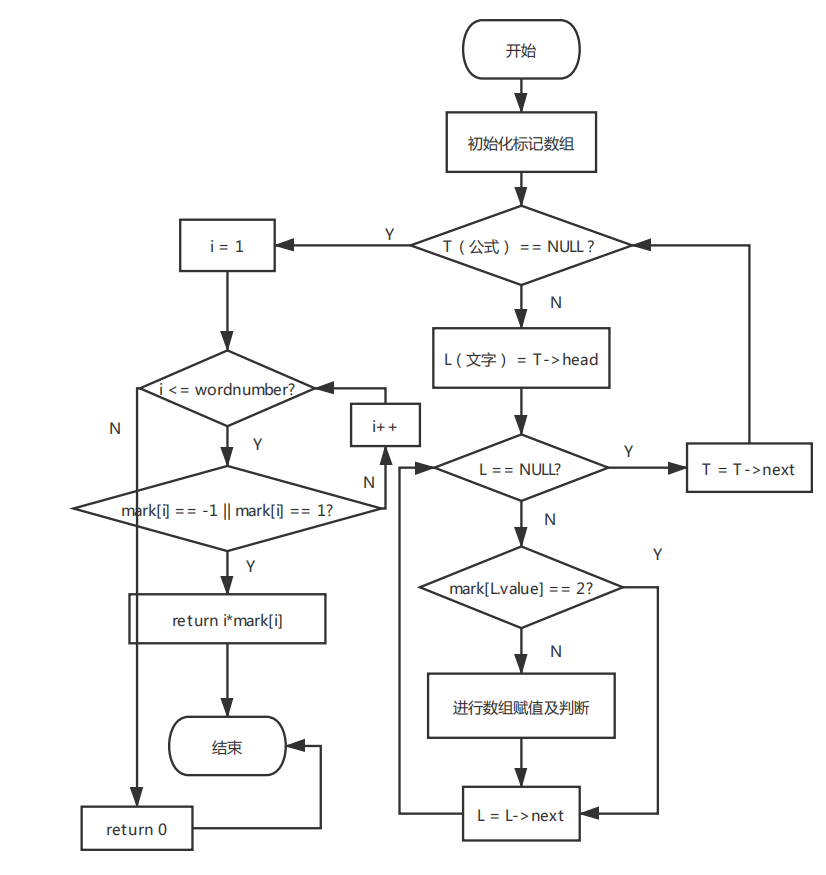 开始
初始化标记数组
T（公式）== NULL？
Y
i = 1
N
L（文字）= T->head
i <= wordnumber?
i++
N
Y
L == NULL?
Y
T = T->next
mark[i] == -1 || mark[i] == 1?
N
N
Y
mark[L.value] == 2?
Y
return i*mark[i]
N
进行数组赋值及判断
结束
L = L->next
return 0